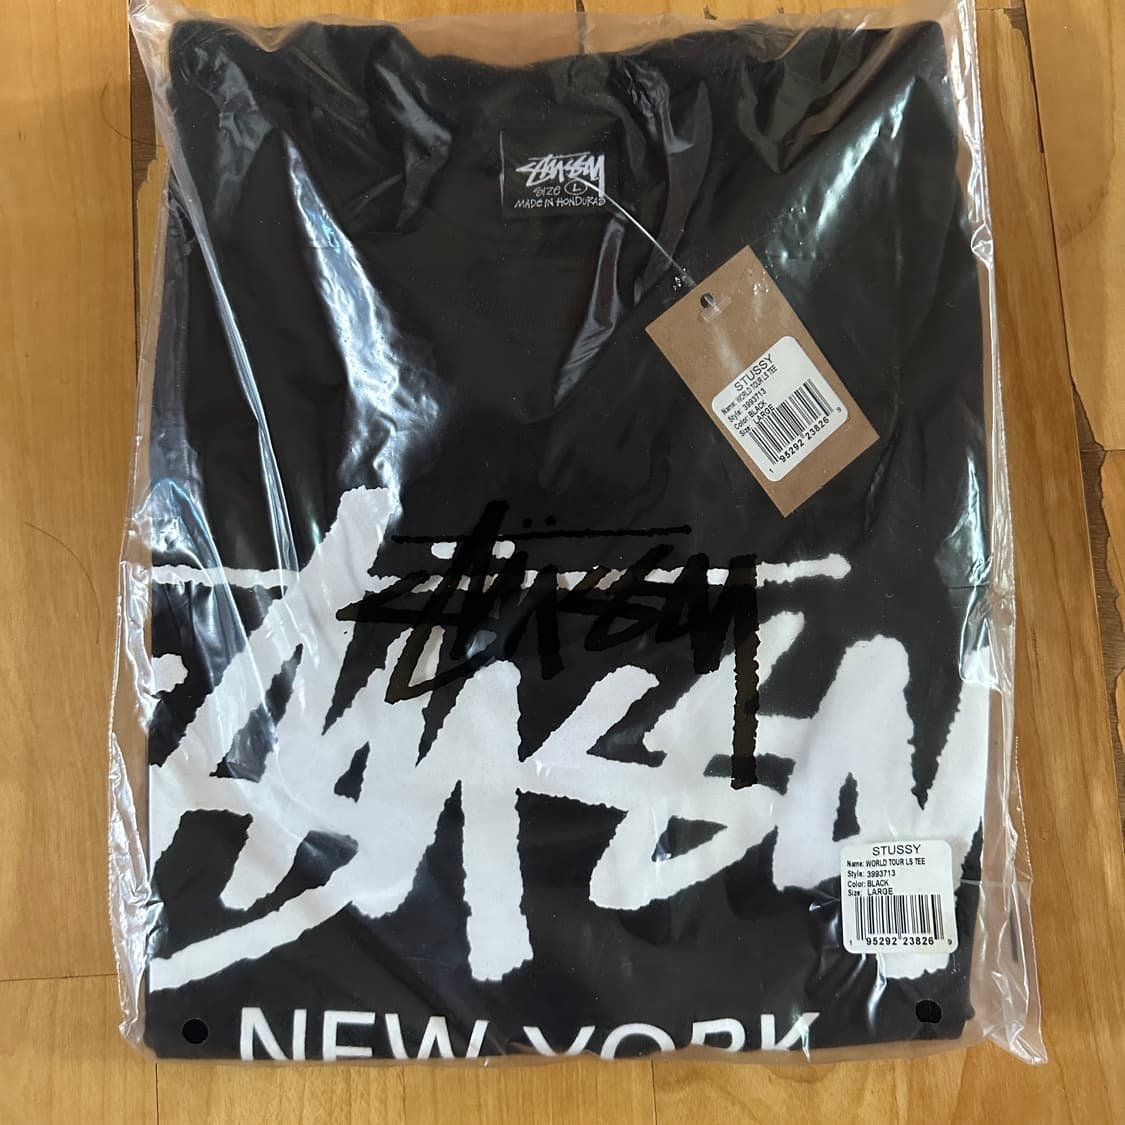 STÜSSY
SIZE L
MADE IN HONDURAS
STUSSY
Name: WORLD TOUR LS TEE
Style: 3993713
Color: BLACK
Size: LARGE
1 95292 23826 9
STÜSSY
STÜSSY
STUSSY
Name: WORLD TOUR LS TEE
Style: 3993713
Color: BLACK
Size: LARGE
1 95292 23826 9
NEW YORK